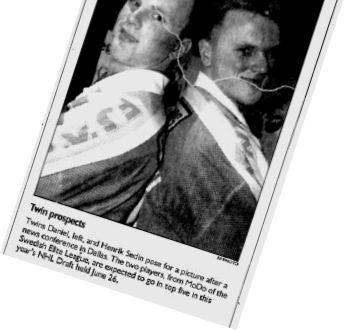 AP PHOTO
Twin prospects
Twins Daniel, left, and Henrik Sedin pose for a picture after a
news conference in Dallas. The two players, from MoDo of the
Swedish Elite League, are expected to go in top five in this
year's NHL Draft held June 26.